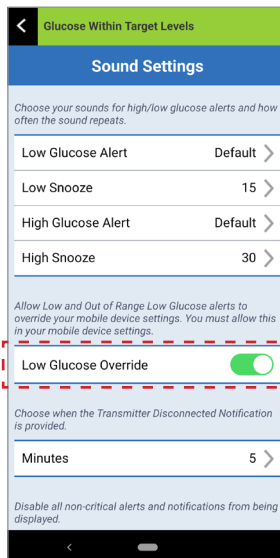 Glucose Within Target Levels
Sound Settings
Choose your sounds for high/low glucose alerts and how
often the sound repeats.
Low Glucose Alert Default
Low Snooze 15
High Glucose Alert Default
High Snooze 30
Allow Low and Out of Range Low Glucose alerts to
override your mobile device settings. You must allow this
in your mobile device settings.
Low Glucose Override
Choose when the Transmitter Disconnected Notification
is provided.
Minutes 5
Disable all non-critical alerts and notifications from being
displayed.